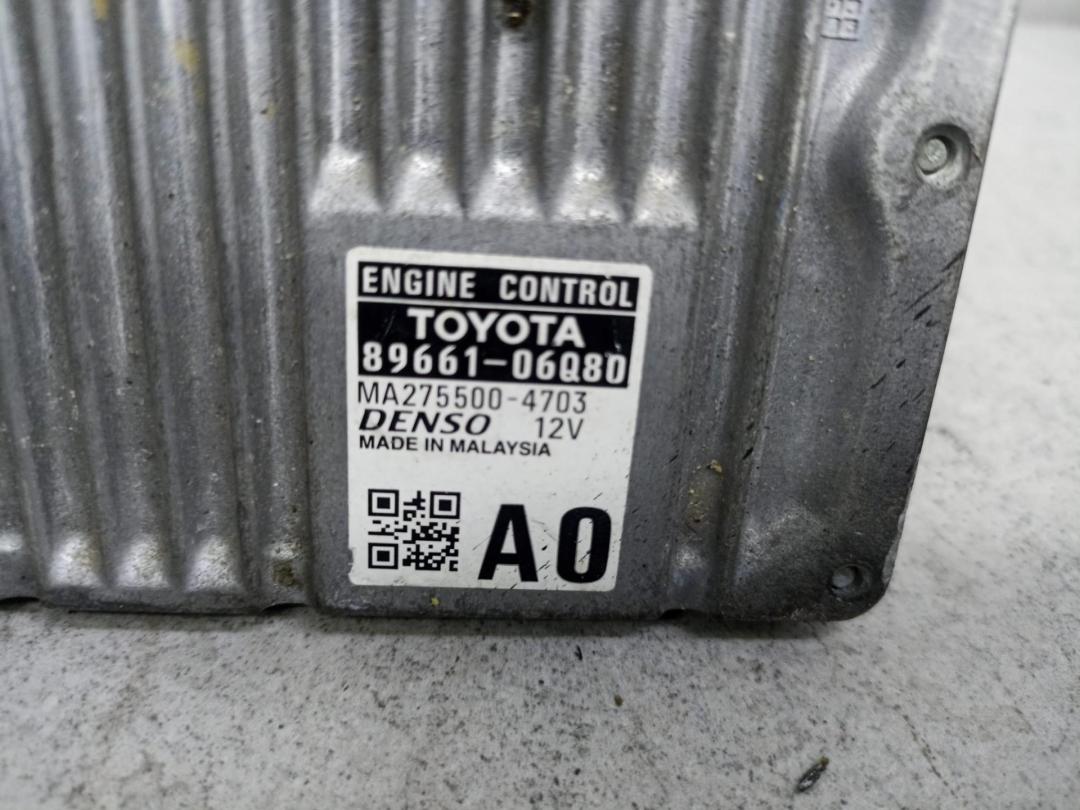 ENGINE CONTROL
TOYOTA
89661-06Q80
MA275500-4703
DENSO 12V
MADE IN MALAYSIA
A0